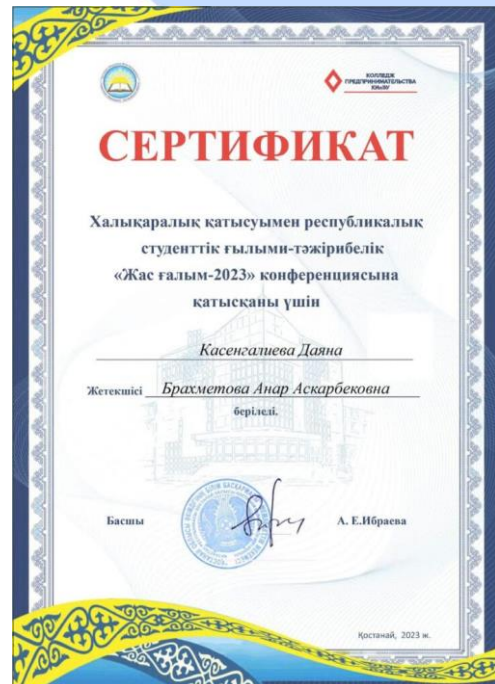 КОЛЛЕДЖ
ПРЕДПРИНИМАТЕЛЬСТВА
СЕРТИФИКАТ
Халықаралық қатысуымен республикалық
студенттік ғылыми-тәжірибелік
«Жас ғалым-2023» конференциясына
қатысқаны үшін
Касенгалиева Даяна
Жетекшісі Брахметова Анар Аскарбековна
беріледі.
Басшы А. Е.Ибраева
Қостанай, 2023 ж.